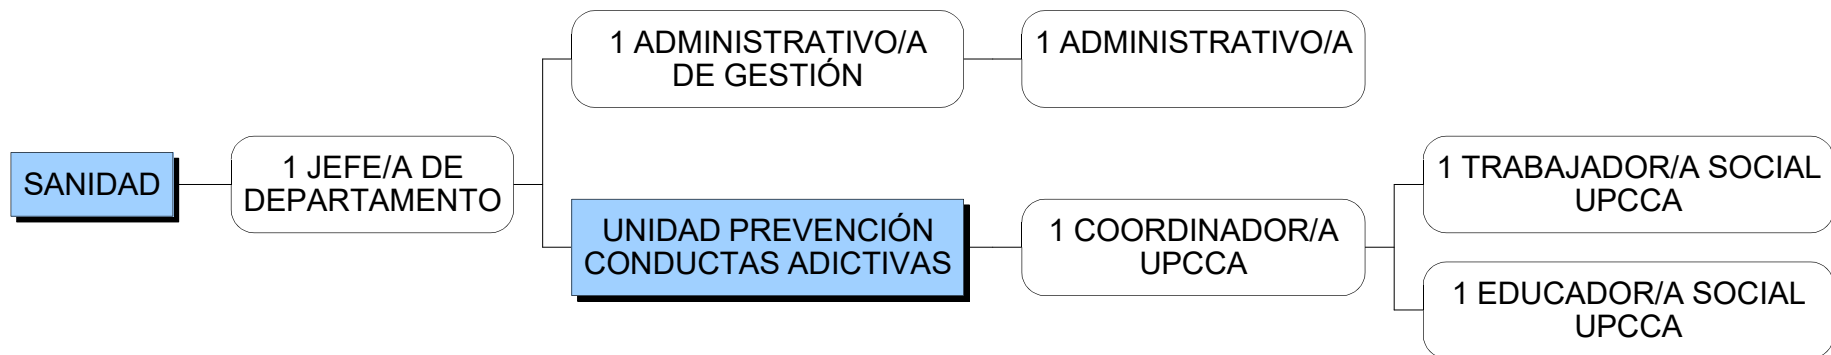 SANIDAD
1 JEFE/A DE
DEPARTAMENTO
1 ADMINISTRATIVO/A
DE GESTIÓN
1 ADMINISTRATIVO/A
UNIDAD PREVENCIÓN
CONDUCTAS ADICTIVAS
1 COORDINADOR/A
UPCCA
1 TRABAJADOR/A SOCIAL
UPCCA
1 EDUCADOR/A SOCIAL
UPCCA